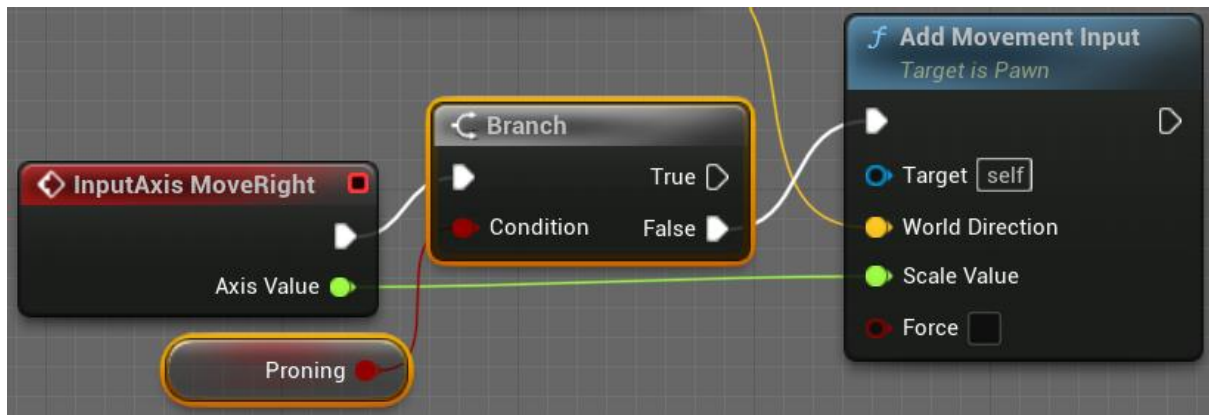 InputAxis MoveRight
Axis Value
Proning
Branch
True
Condition
False
f Add Movement Input
Target is Pawn
Target self
World Direction
Scale Value
Force